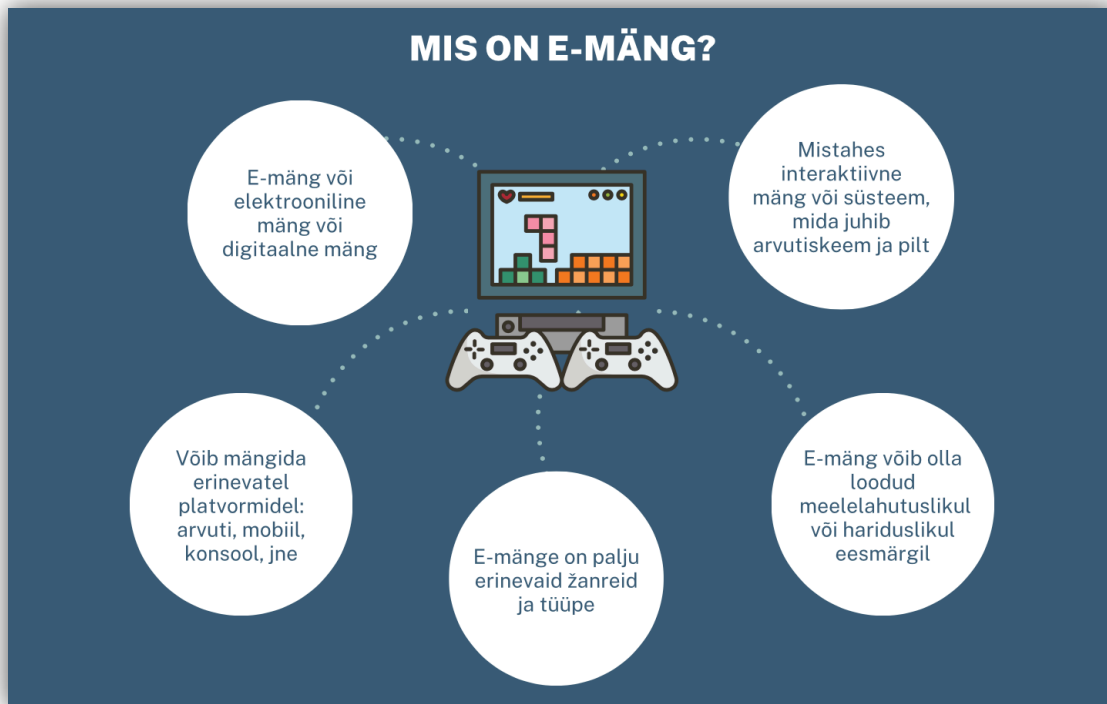 MIS ON E-MÄNG?
E-mäng või
elektrooniline
mäng või
digitaalne mäng
Mistahes
interaktiivne
mäng või süsteem,
mida juhib
arvutiskeem ja pilt
Võib mängida
erinevatel
platvormidel:
arvuti, mobiil,
konsool, jne
E-mänge on palju
erinevaid žanreid
ja tüüpe
E-mäng võib olla
loodud
meelelahutuslikul
või hariduslikul
eesmärgil